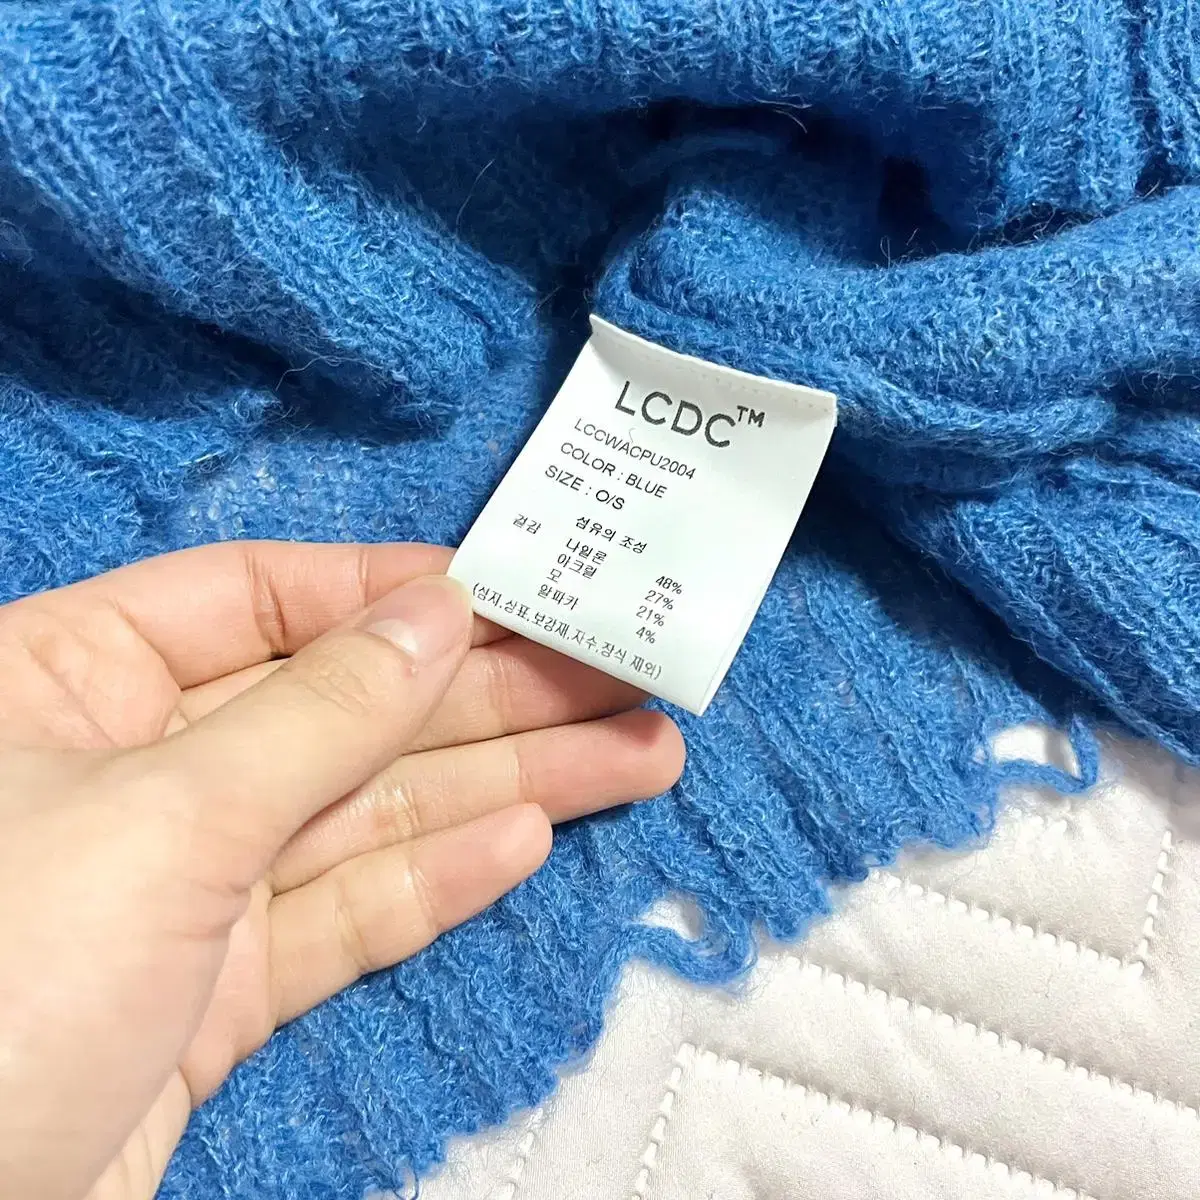 LCDC™
LCCWACPU2004
COLOR : BLUE
SIZE : O/S
섬유의 조성
겉감 나일론 48%
아크릴 27%
모 21%
알파카 4%
(심지,상표,보강재,자수,장식 제외)